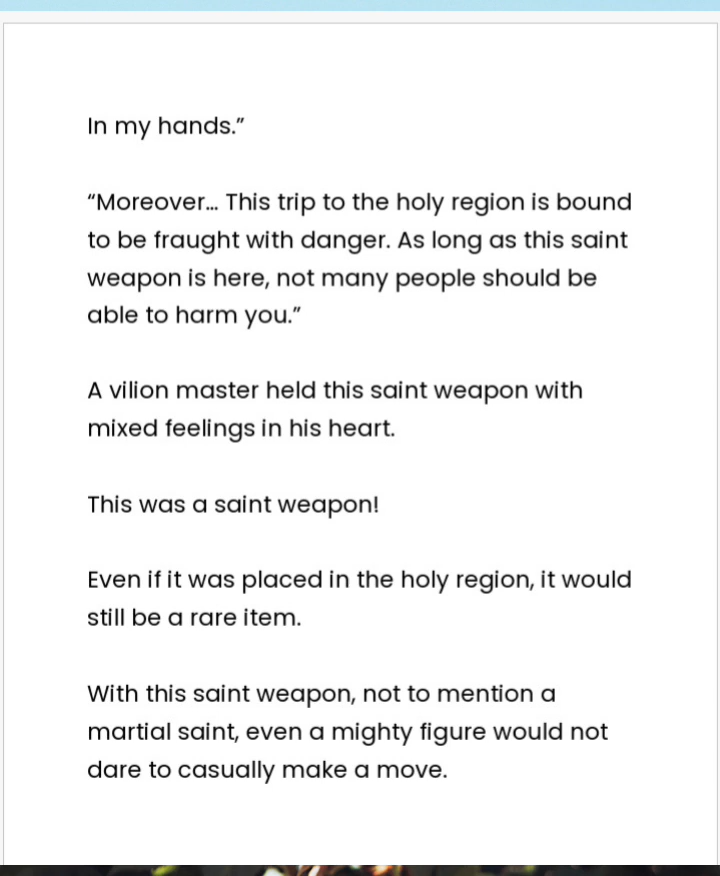 In my hands.”
“Moreover... This trip to the holy region is bound
to be fraught with danger. As long as this saint
weapon is here, not many people should be
able to harm you.”
A vilion master held this saint weapon with
mixed feelings in his heart.
This was a saint weapon!
Even if it was placed in the holy region, it would
still be a rare item.
With this saint weapon, not to mention a
martial saint, even a mighty figure would not
dare to casually make a move.